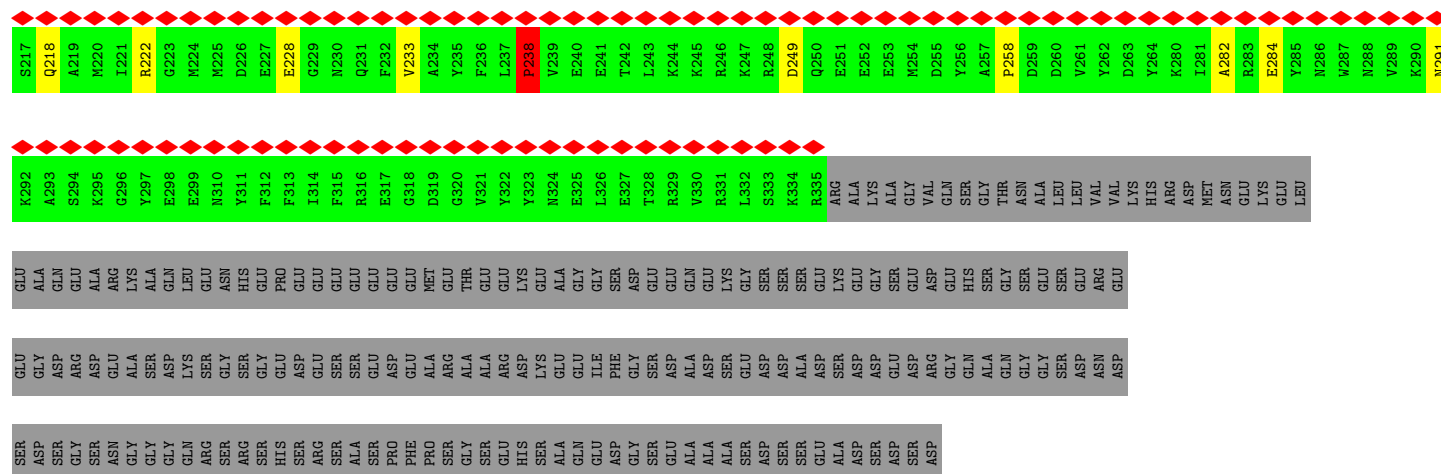 S217 Q218 A219 M220 I221 R222 G223 M224 M225 D226 E227 E228 G229 N230 Q231 F232 V233 A234 Y235 F236 L237 P238 V239 E240 E241 T242 L243 K244 K245 R246 K247 R248 D249 Q250 E251 E252 E253 M254 D255 Y256 A257 P258 D259 D260 V261 Y262 D263 Y264 K280 I281 A282 R283 E284 Y285 N286 W287 N288 V289 K290 N291
K292 A293 S294 K295 G296 Y297 E298 E299 N310 Y311 F312 F313 I314 F315 R316 E317 G318 D319 G320 V321 Y322 Y323 N324 E325 L326 E327 T328 R329 V330 R331 L332 S333 K334 R335 ARG ALA LYS ALA GLY VAL GLN SER GLY THR ASN ALA LEU LEU VAL VAL LYS HIS ARG ASP MET ASN GLU LYS GLU LEU
GLU ALA GLN GLU ALA ARG LYS ALA GLN LEU GLU ASN HIS GLU PRO GLU GLU GLU GLU GLU GLU GLU MET GLU THR GLU GLU LYS GLU ALA GLY GLY SER ASP GLU GLU GLN GLU LYS GLY SER SER SER GLU LYS GLU GLY SER GLU ASP GLU HIS SER GLY SER GLU SER GLU ARG GLU
GLU GLY ASP ARG ASP GLU ALA SER ASP LYS SER GLY SER GLY GLU ASP GLU SER SER GLU ASP GLU ALA ARG ALA ALA ARG ASP LYS GLU GLU ILE PHE GLY SER ASP ALA ASP SER GLU ASP ASP ALA ASP SER ASP ASP GLU ASP ARG GLY GLN ALA GLN GLY GLY SER ASP ASN ASP
SER ASP SER GLY SER ASN GLY GLY GLY GLN ARG SER ARG SER HIS SER ARG SER ALA SER PRO PHE PRO SER GLY SER GLU HIS SER ALA GLN GLU ASP GLY SER GLU ALA ALA ALA SER ASP SER SER GLU ALA ASP SER ASP SER ASP